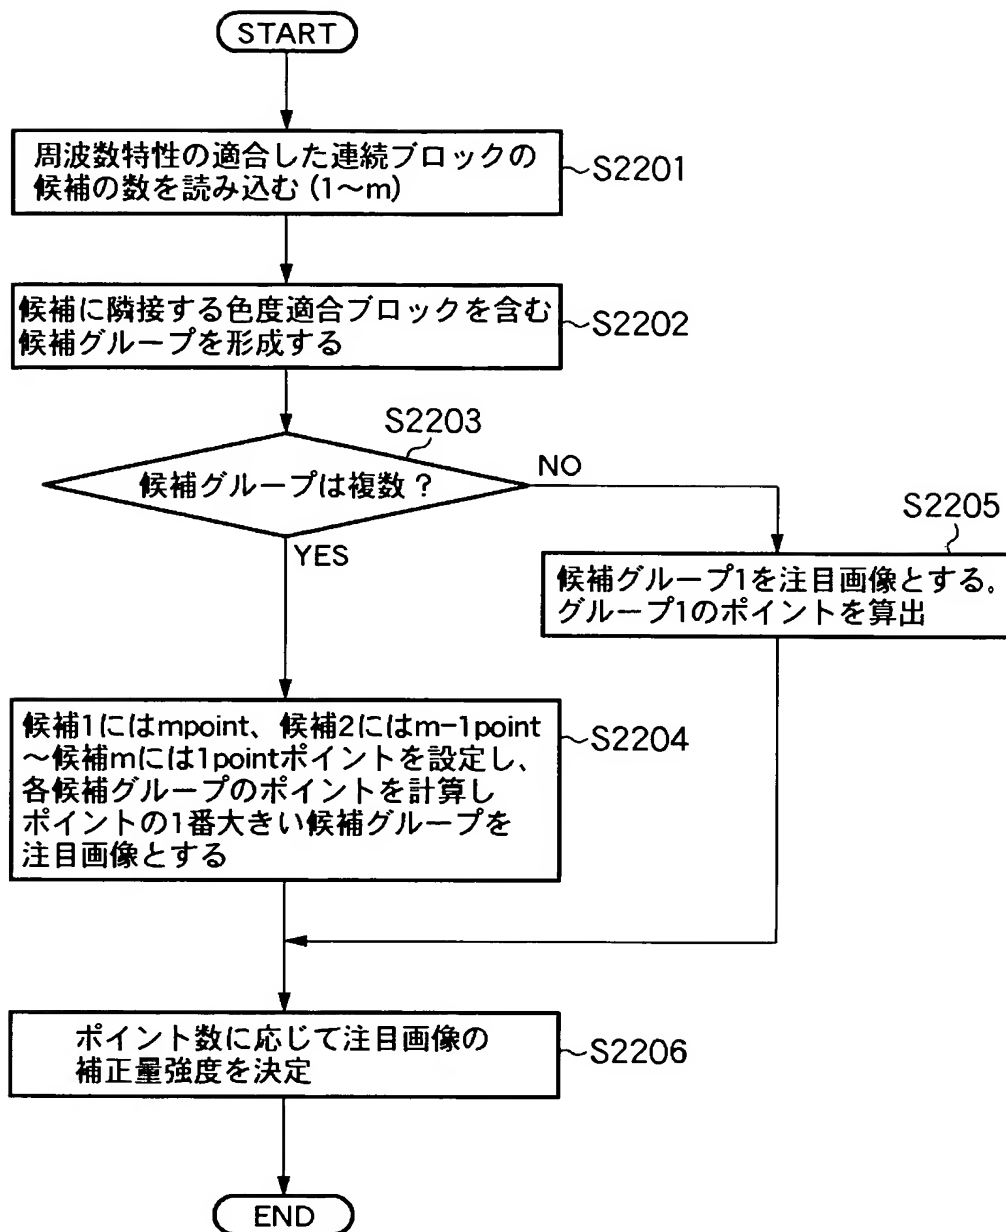 START
周波数特性の適合した連続ブロックの
候補の数を読み込む (1〜m)
S2201
候補に隣接する色度適合ブロックを含む
候補グループを形成する
S2202
S2203
候補グループは複数？
NO
YES
S2205
候補グループ1を注目画像とする。
グループ1のポイントを算出
候補1にはmpoint、候補2にはm−1point
〜候補mには1pointポイントを設定し、
各候補グループのポイントを計算し
ポイントの1番大きい候補グループを
注目画像とする
S2204
ポイント数に応じて注目画像の
補正量強度を決定
S2206
END